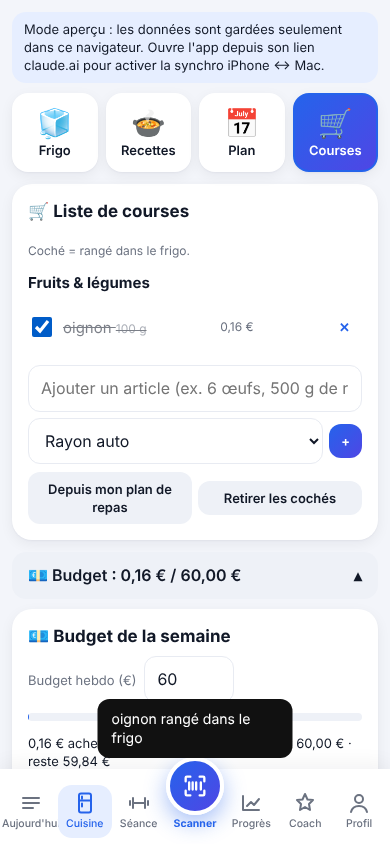 Mode aperçu : les données sont gardées seulement
dans ce navigateur. Ouvre l'app depuis son lien
claude.ai pour activer la synchro iPhone ↔ Mac.
July
17
Frigo
Recettes
Plan
Courses
🛒 Liste de courses
Coché = rangé dans le frigo.
Fruits & légumes
oignon 100 g
0,16 €
✕
Ajouter un article (ex. 6 œufs, 500 g de r
Rayon auto
+
Depuis mon plan de
repas
Retirer les cochés
💶 Budget : 0,16 € / 60,00 €
▲
💶 Budget de la semaine
Budget hebdo (€)
60
oignon rangé dans le
frigo
0,16 € ache
60,00 € ·
reste 59,84 €
Aujourd'hu
Cuisine
Séance
Scanner
Progrès
Coach
Profil